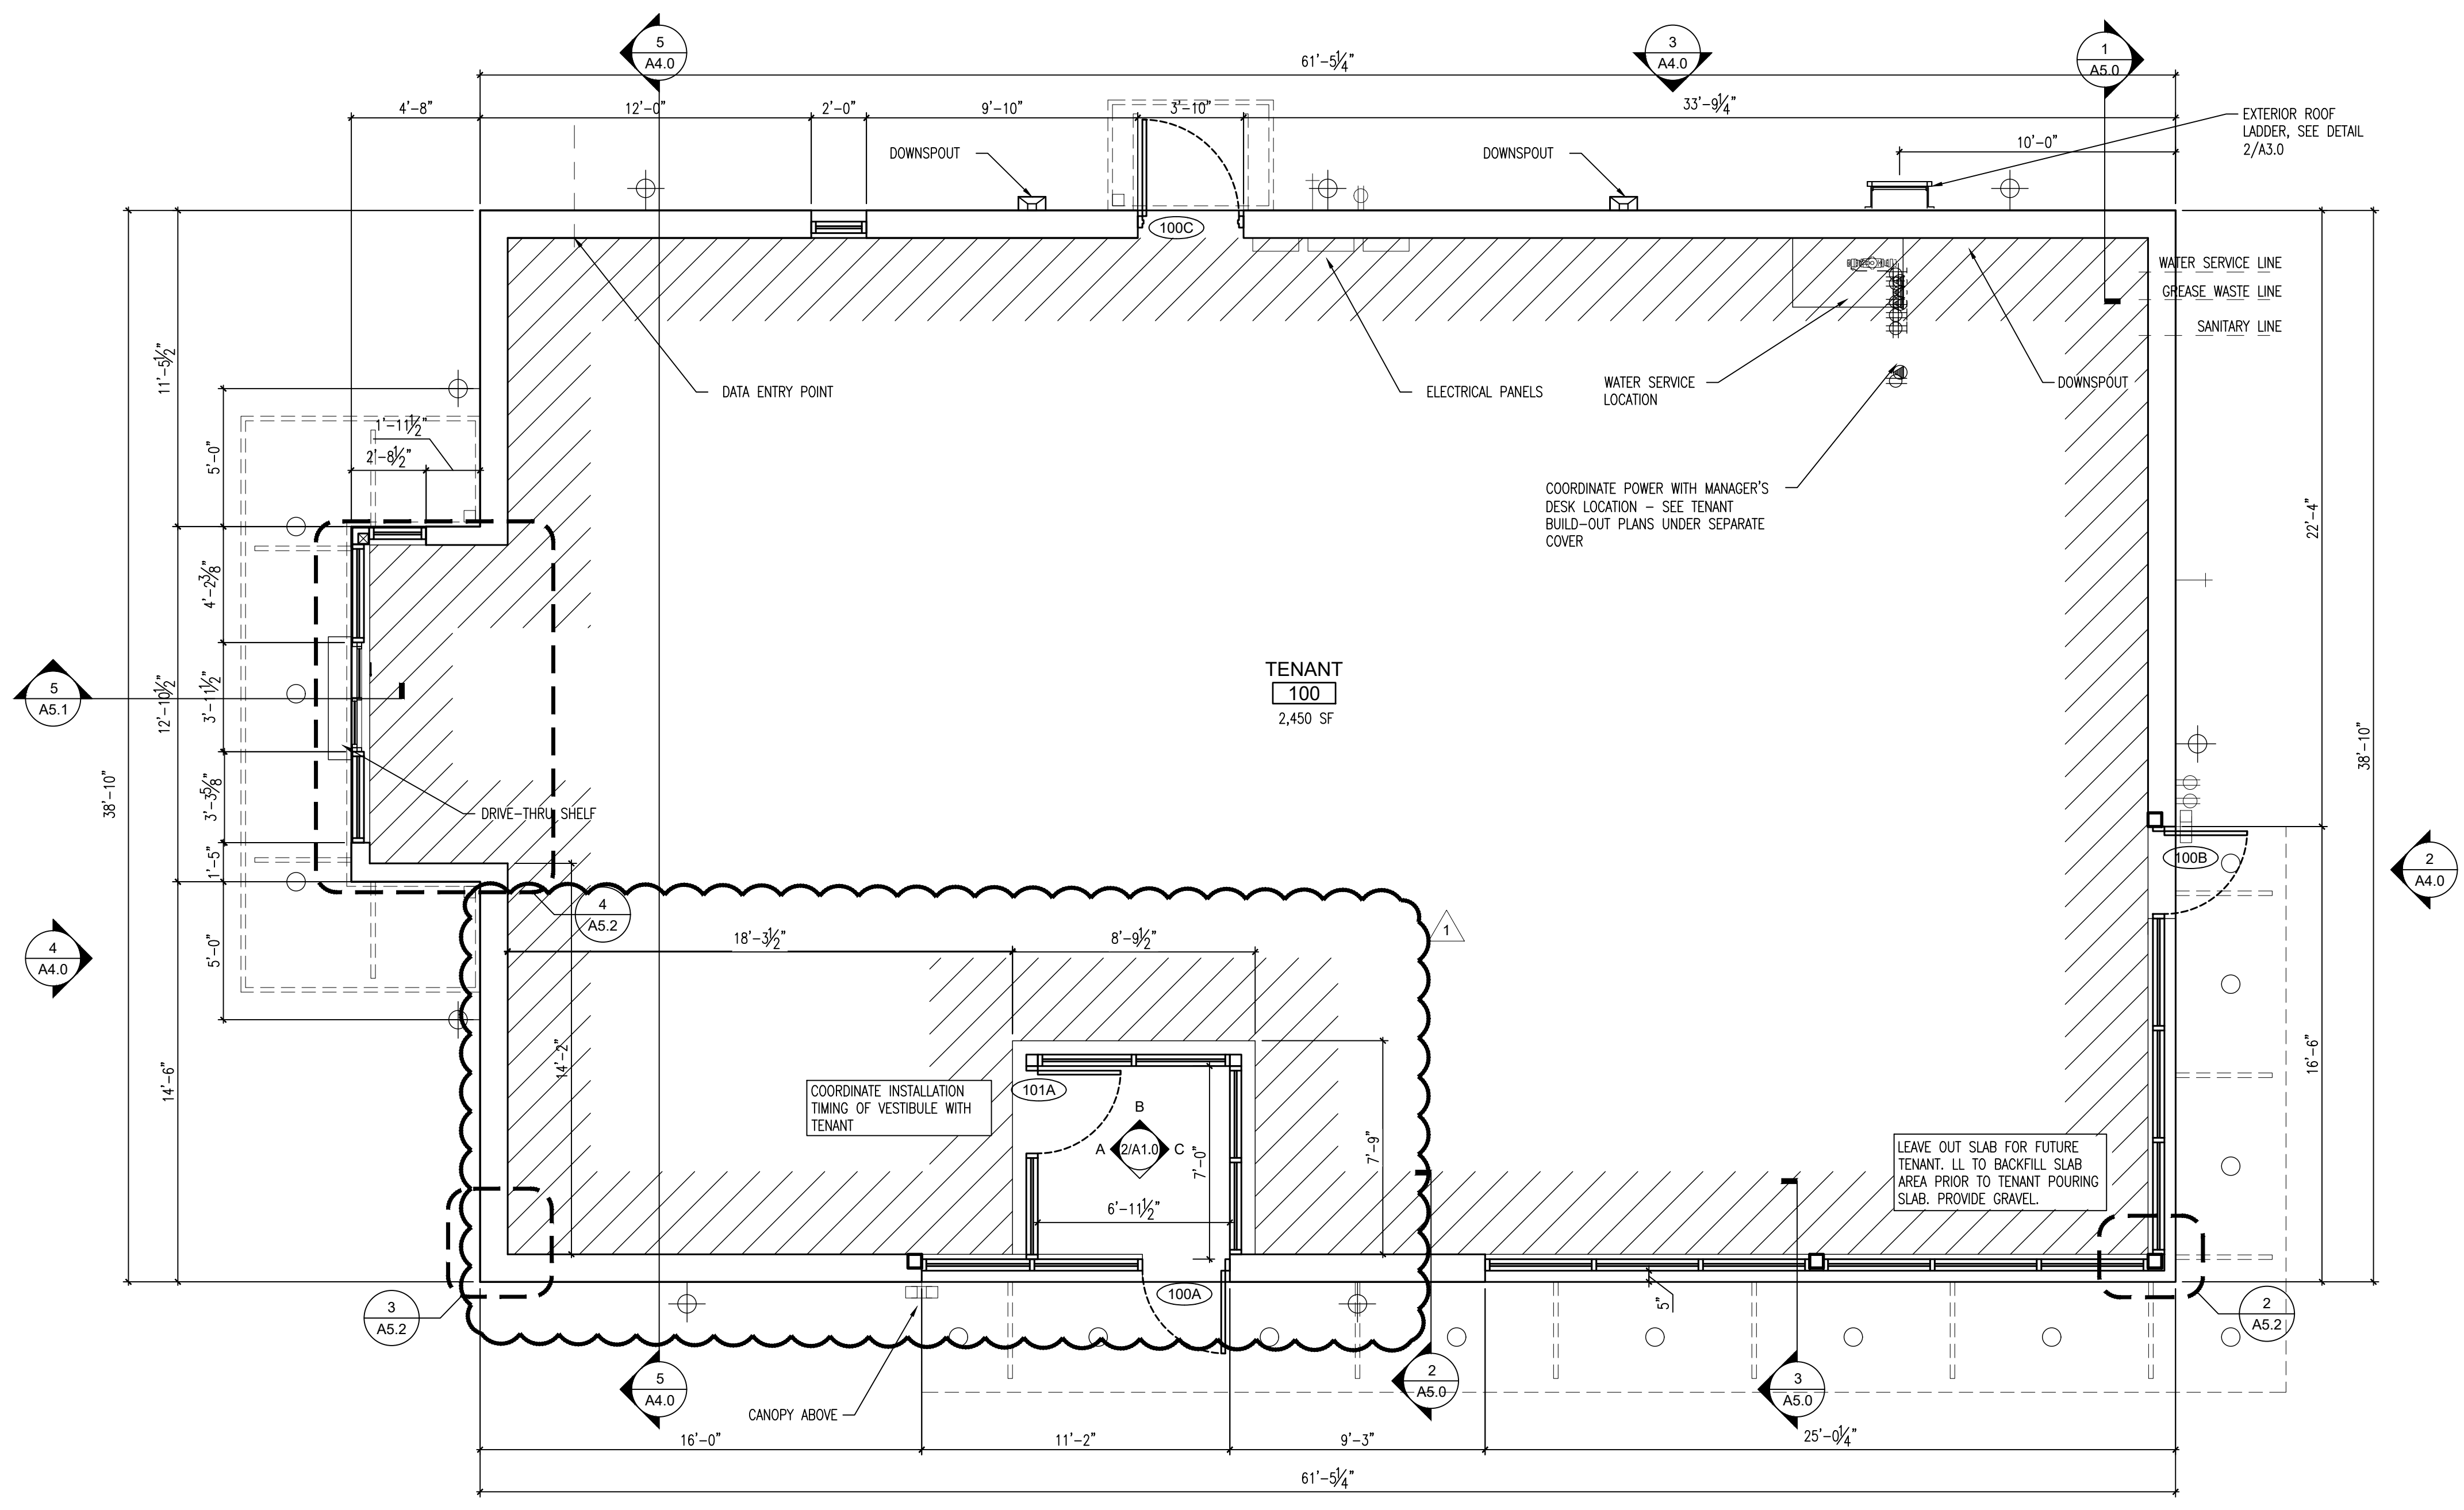 5
A4.0
3
A4.0
1
A5.0
61'-5¼"
4'-8"
12'-0"
2'-0"
9'-10"
3'-10"
33'-9¼"
EXTERIOR ROOF
LADDER, SEE DETAIL
2/A3.0
10'-0"
DOWNSPOUT
DOWNSPOUT
100C
WATER SERVICE LINE
GREASE WASTE LINE
SANITARY LINE
11'-5½"
DATA ENTRY POINT
ELECTRICAL PANELS
WATER SERVICE
LOCATION
DOWNSPOUT
1'-11½"
2'-8½"
5'-0"
COORDINATE POWER WITH MANAGER'S
DESK LOCATION – SEE TENANT
BUILD-OUT PLANS UNDER SEPARATE
COVER
22'-4"
4'-2⅜"
TENANT
100
2,450 SF
5
A5.1
12'-10½"
3'-11½"
38'-10"
38'-10"
3'-3⅝"
DRIVE-THRU SHELF
1'-5"
100B
2
A4.0
4
A5.2
1
18'-3½"
8'-9½"
4
A4.0
5'-0"
14'-6"
14'-2"
16'-6"
COORDINATE INSTALLATION
TIMING OF VESTIBULE WITH
TENANT
101A
B
A
2/A1.0
C
7'-0"
7'-9"
6'-11½"
LEAVE OUT SLAB FOR FUTURE
TENANT. LL TO BACKFILL SLAB
AREA PRIOR TO TENANT POURING
SLAB. PROVIDE GRAVEL.
100A
5"
3
A5.2
2
A5.2
5
A4.0
2
A5.0
3
A5.0
CANOPY ABOVE
16'-0"
11'-2"
9'-3"
25'-0¼"
61'-5¼"